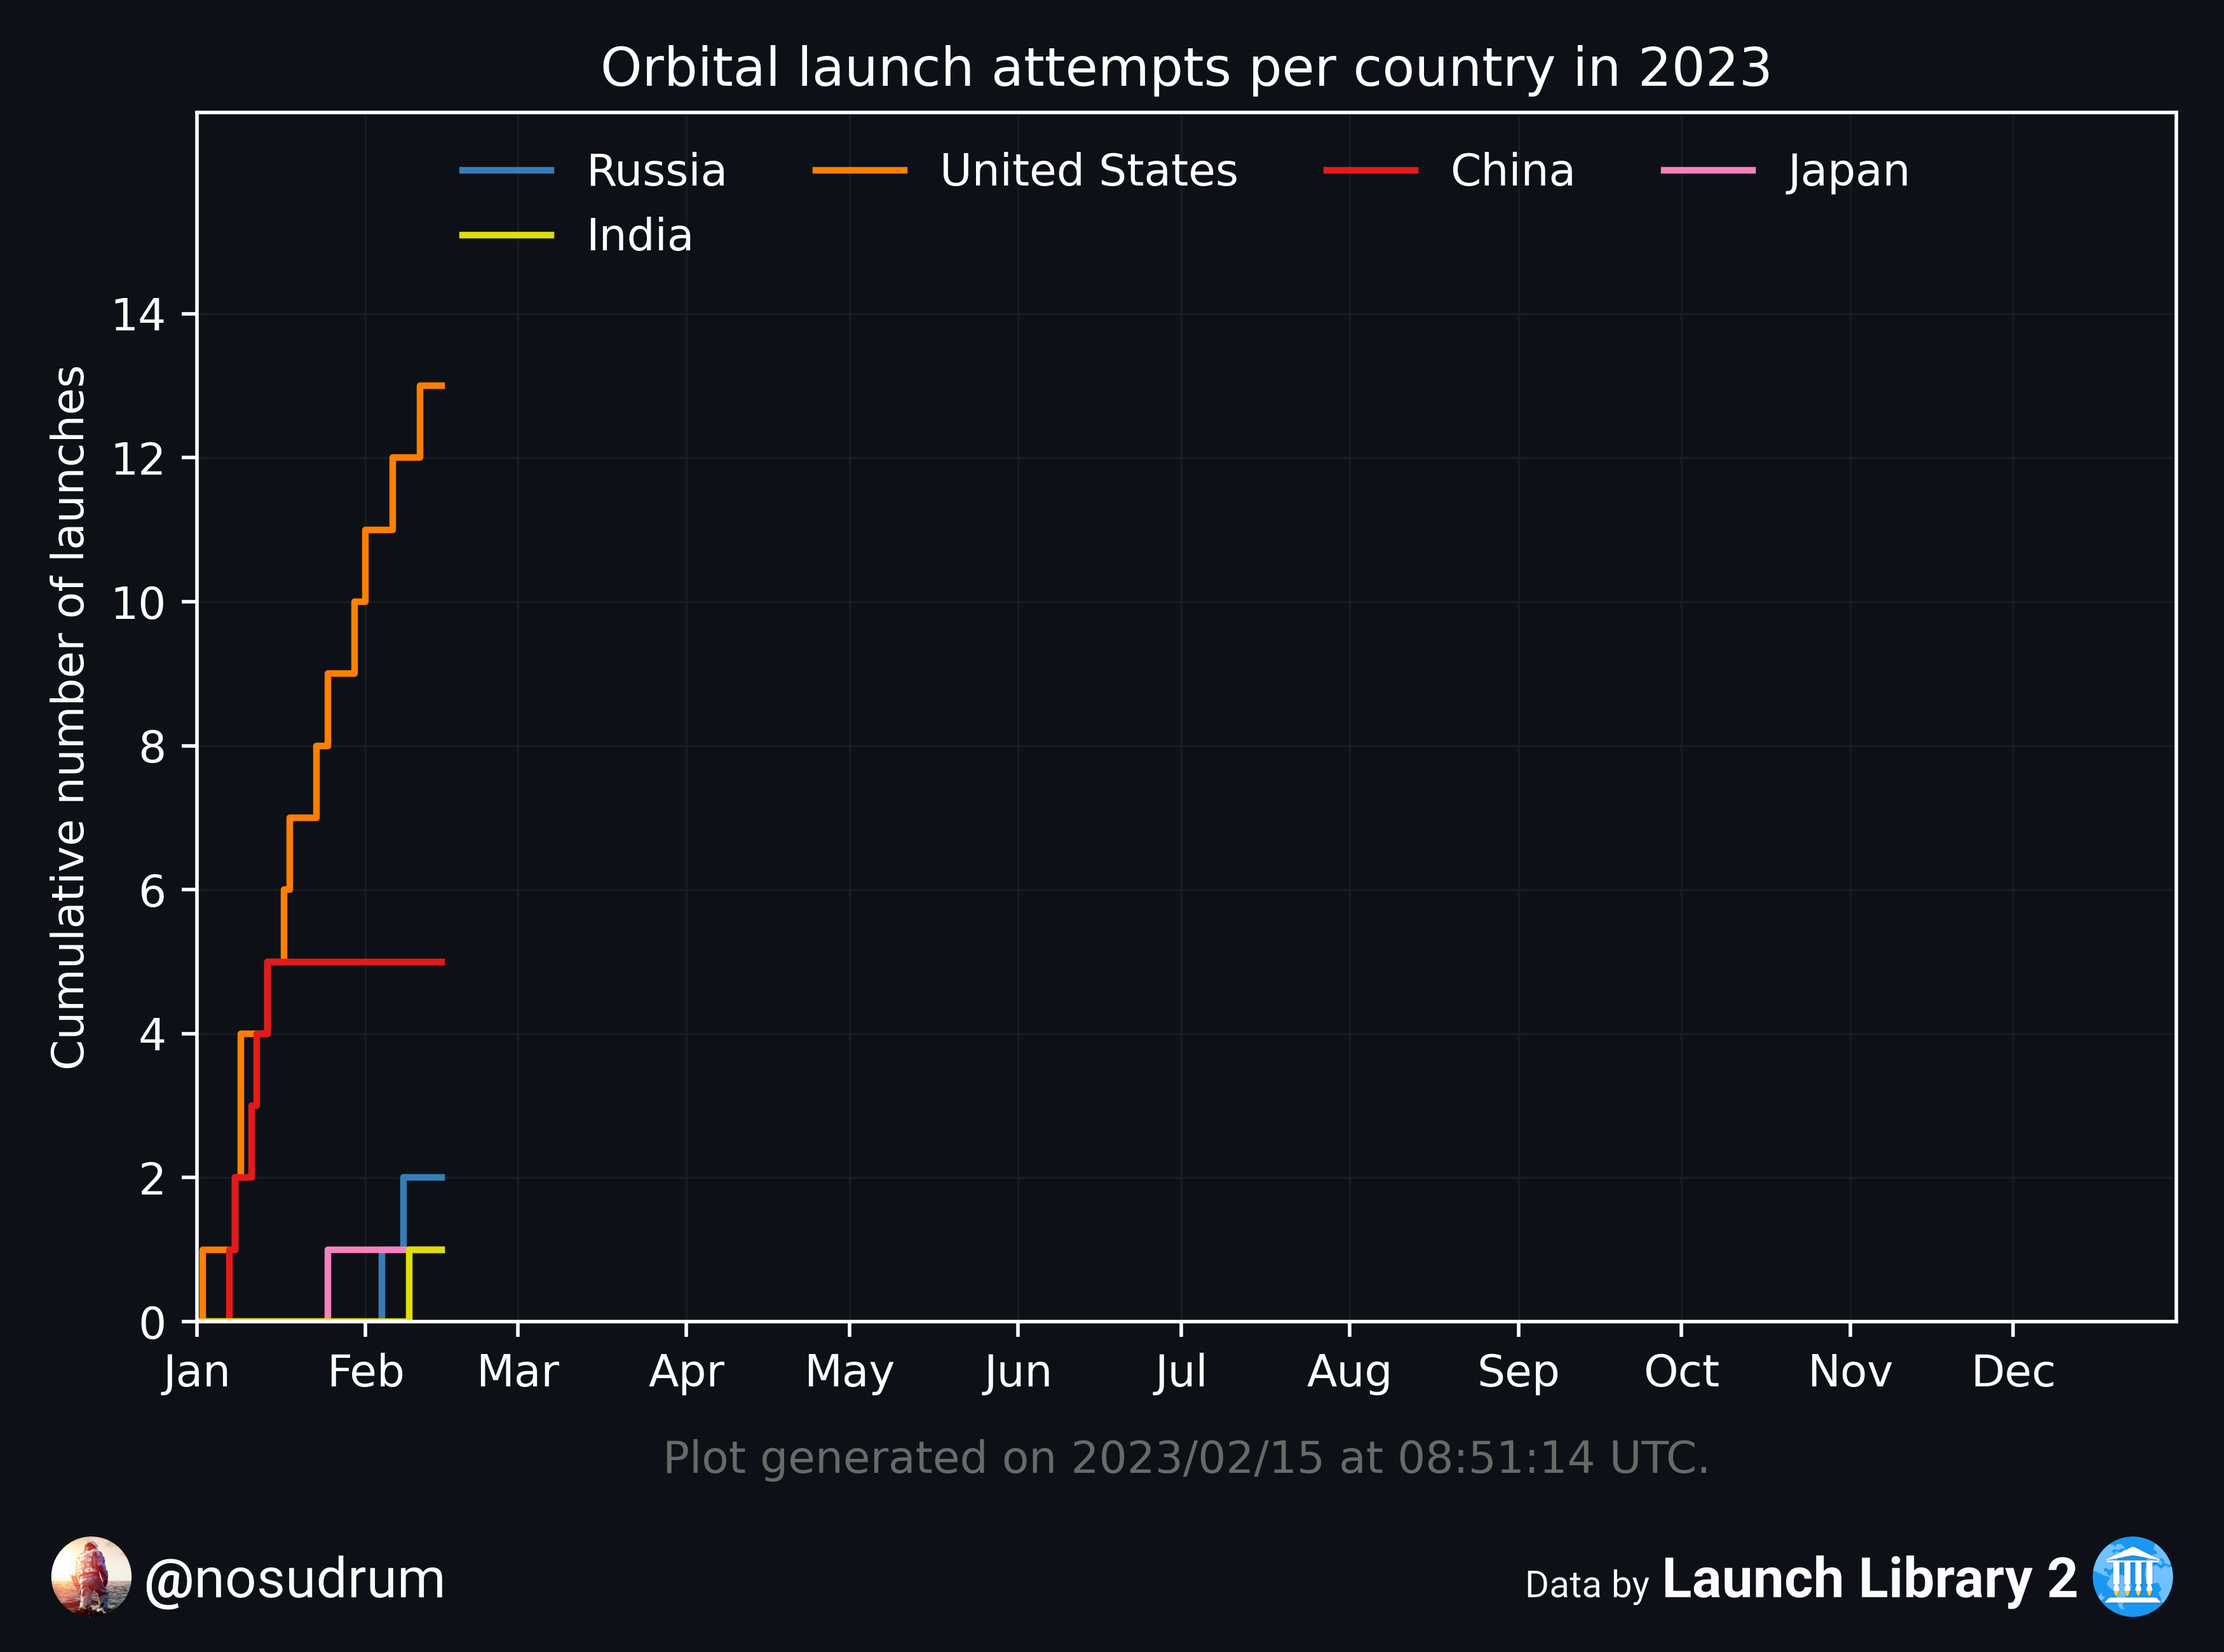 Orbital launch attempts per country in 2023
Russia United States China Japan
India
Cumulative number of launches
14
12
10
8
6
4
2
0
Jan Feb Mar Apr May Jun Jul Aug Sep Oct Nov Dec
Plot generated on 2023/02/15 at 08:51:14 UTC.
@nosudrum
Data by Launch Library 2